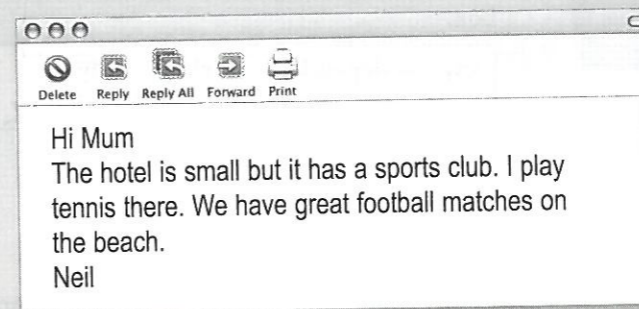 Delete Reply Reply All Forward Print
Hi Mum
The hotel is small but it has a sports club. I play
tennis there. We have great football matches on
the beach.
Neil